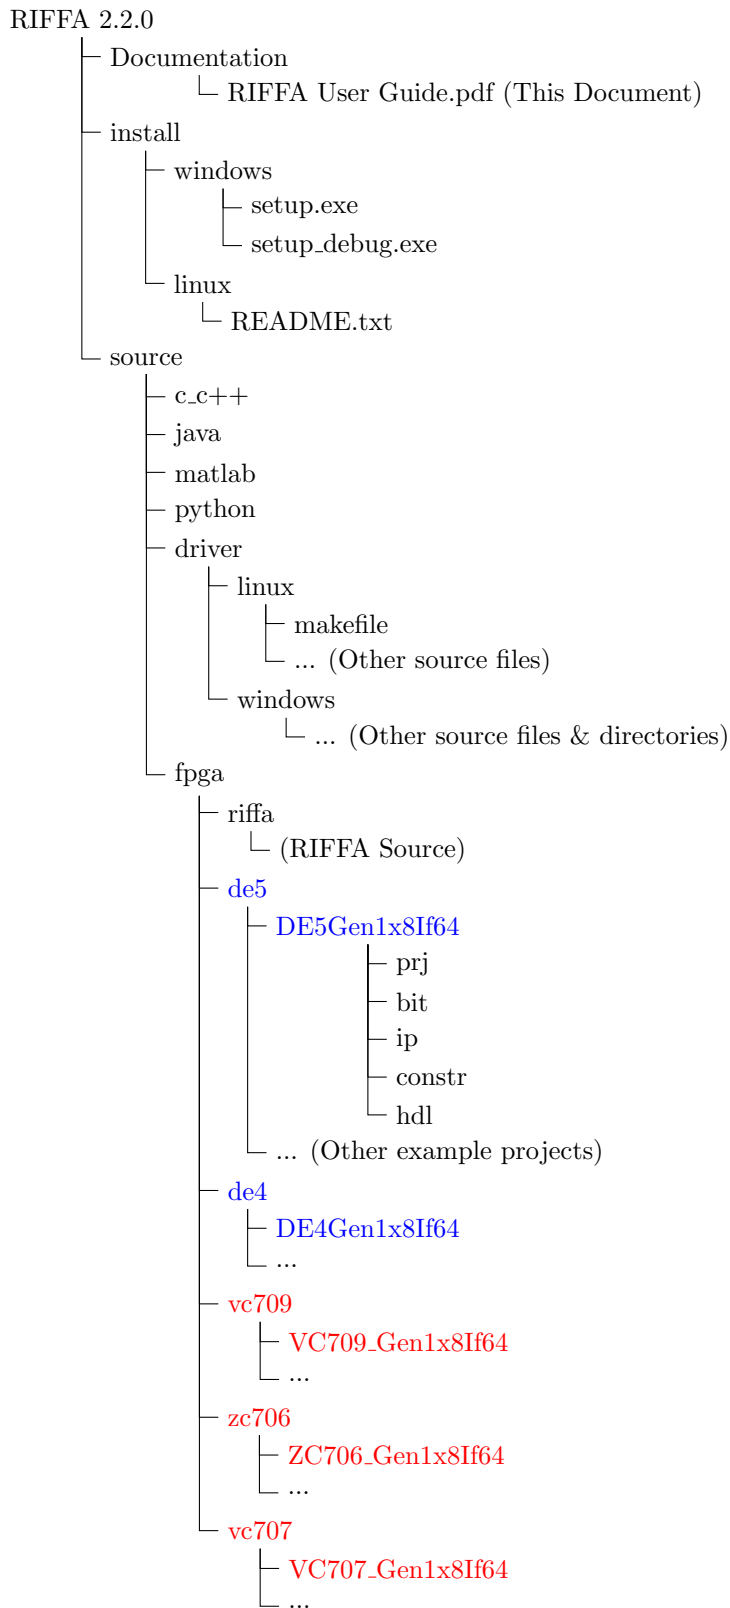 RIFFA 2.2.0
Documentation
RIFFA User Guide.pdf (This Document)
install
windows
setup.exe
setup_debug.exe
linux
README.txt
source
c_c++
java
matlab
python
driver
linux
makefile
... (Other source files)
windows
... (Other source files & directories)
fpga
riffa
(RIFFA Source)
de5
DE5Gen1x8If64
prj
bit
ip
constr
hdl
... (Other example projects)
de4
DE4Gen1x8If64
...
vc709
VC709_Gen1x8If64
...
zc706
ZC706_Gen1x8If64
...
vc707
VC707_Gen1x8If64
...